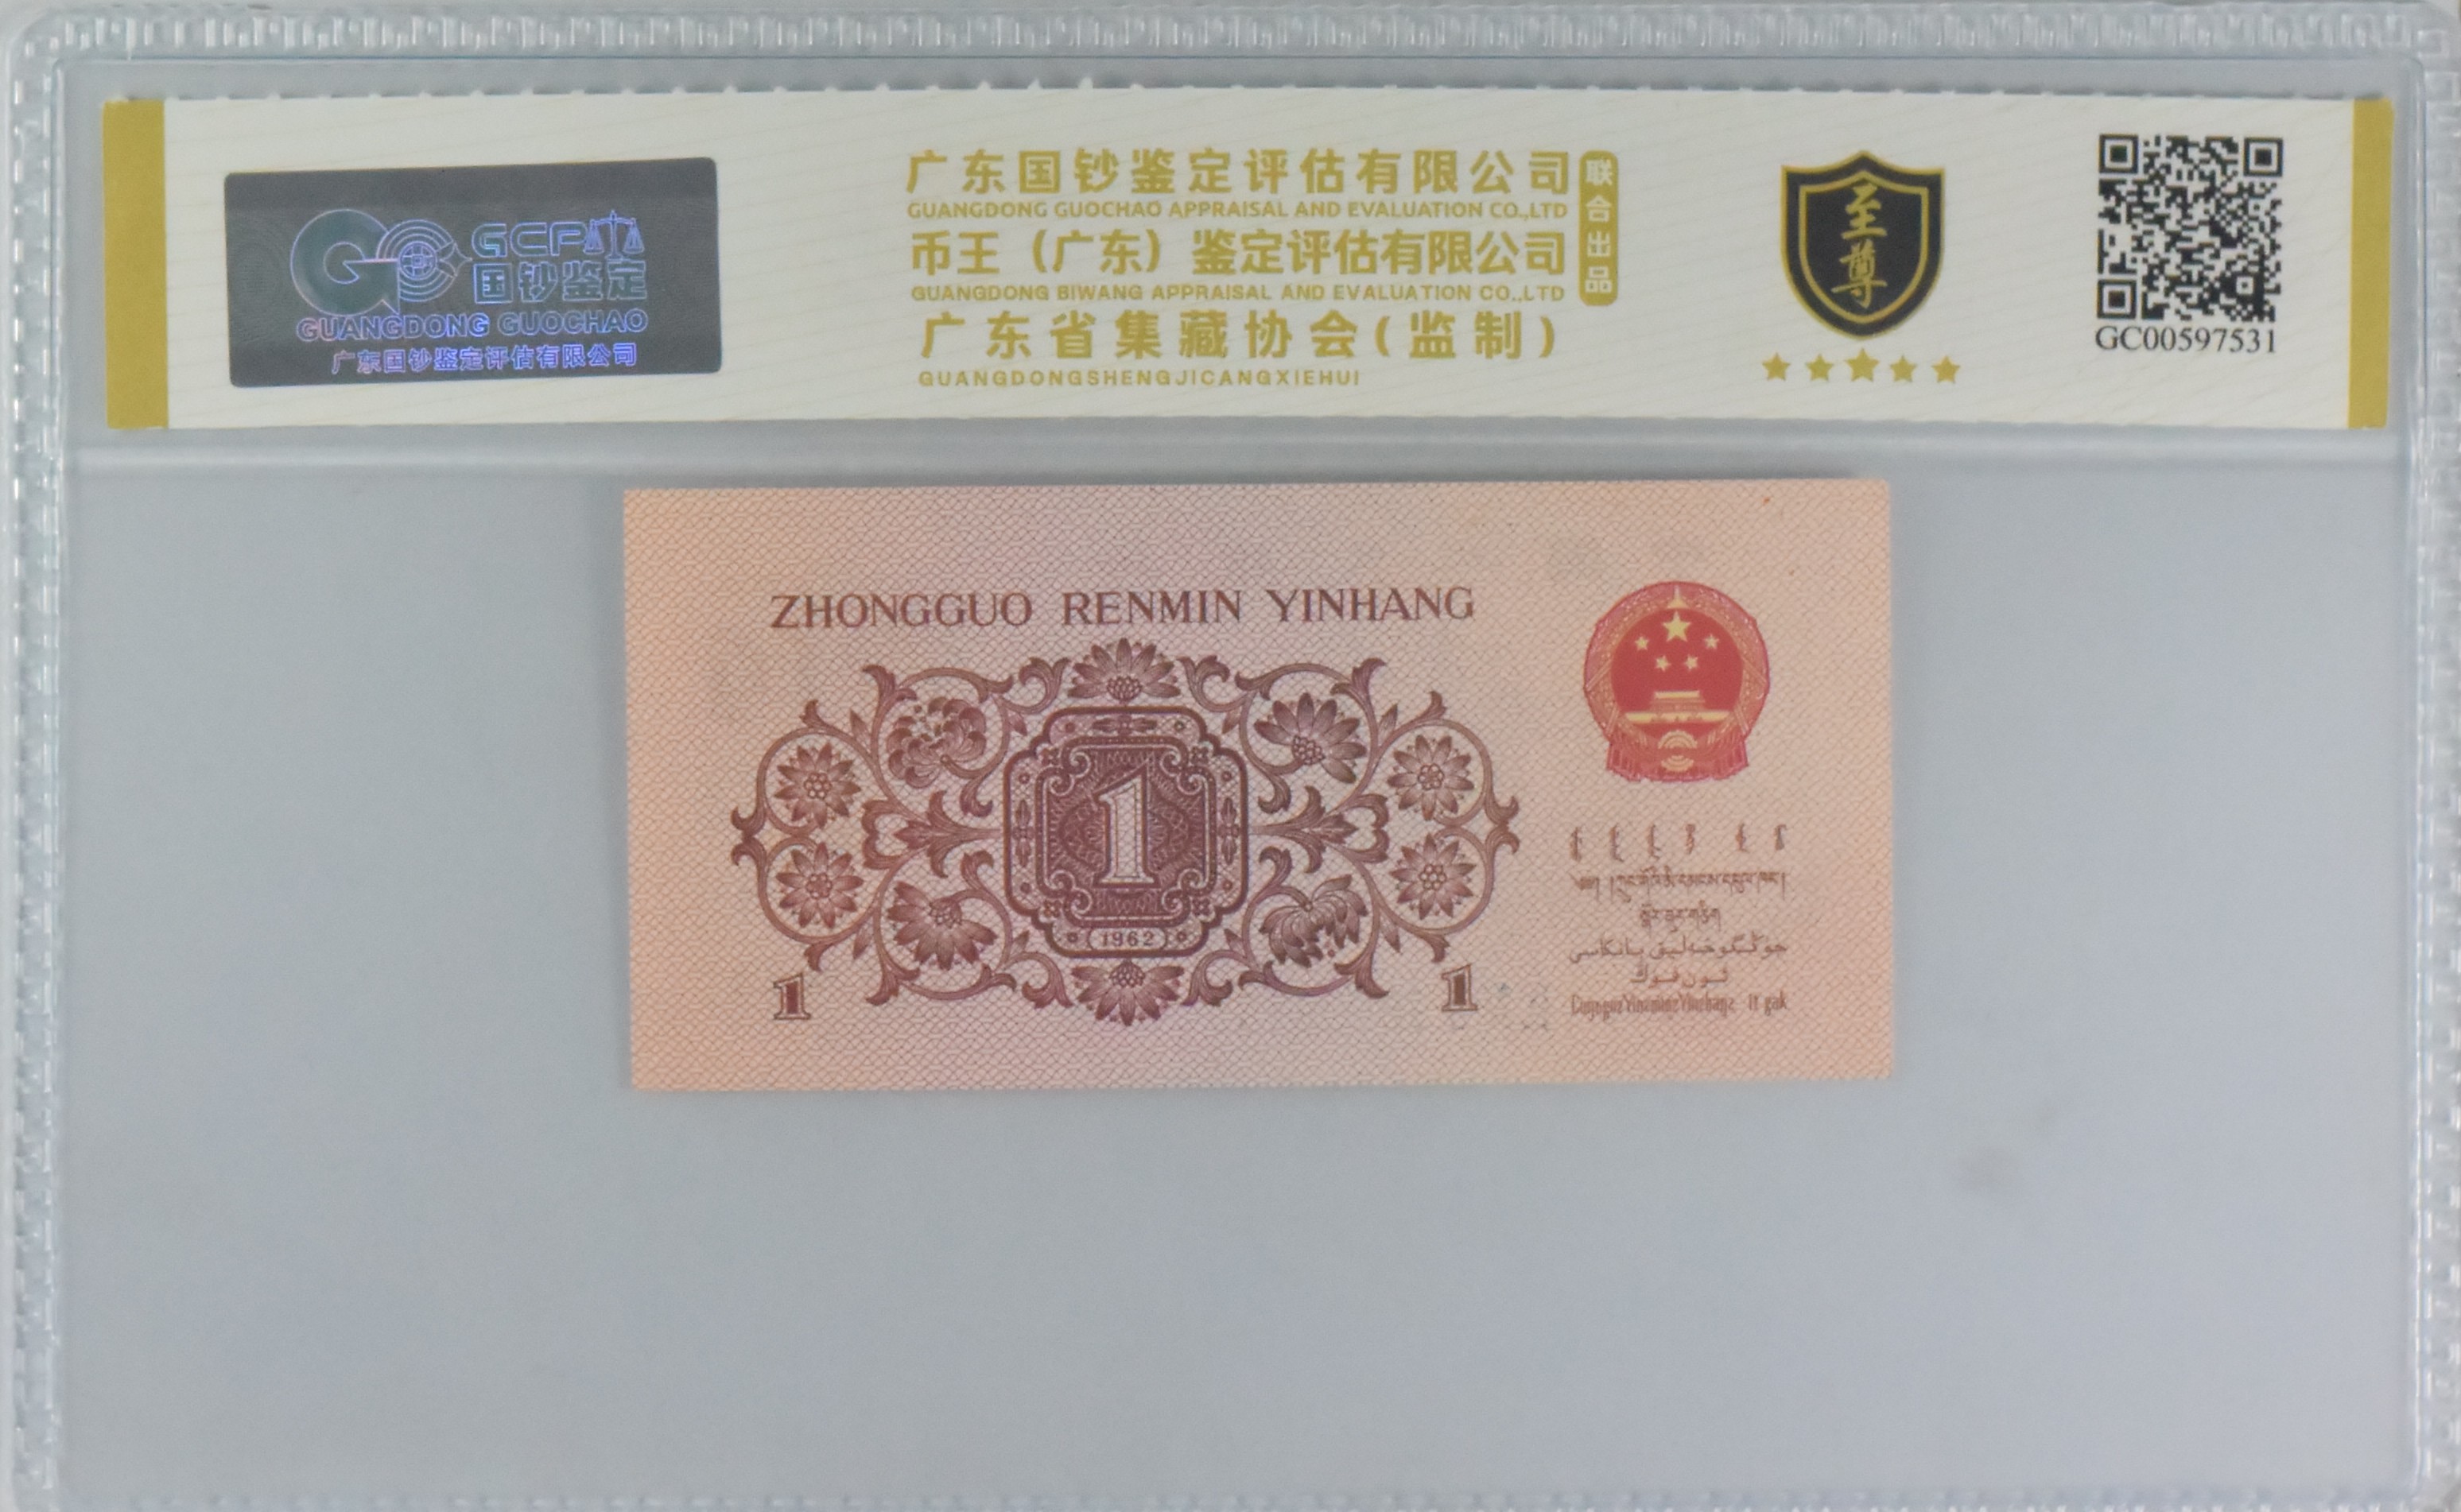 GCP
国钞鉴定
GUANGDONG GUOCHAO
广东国钞鉴定评估有限公司
广东国钞鉴定评估有限公司
GUANGDONG GUOCHAO APPRAISAL AND EVALUATION CO.,LTD
币王（广东）鉴定评估有限公司
GUANGDONG BIWANG APPRAISAL AND EVALUATION CO.,LTD
联合出品
广东省集藏协会(监制)
GUANGDONGSHENGJICANGXIEHUI
至尊
GC00597531
ZHONGGUO RENMIN YINHANG
1
1962
1
1
It gak